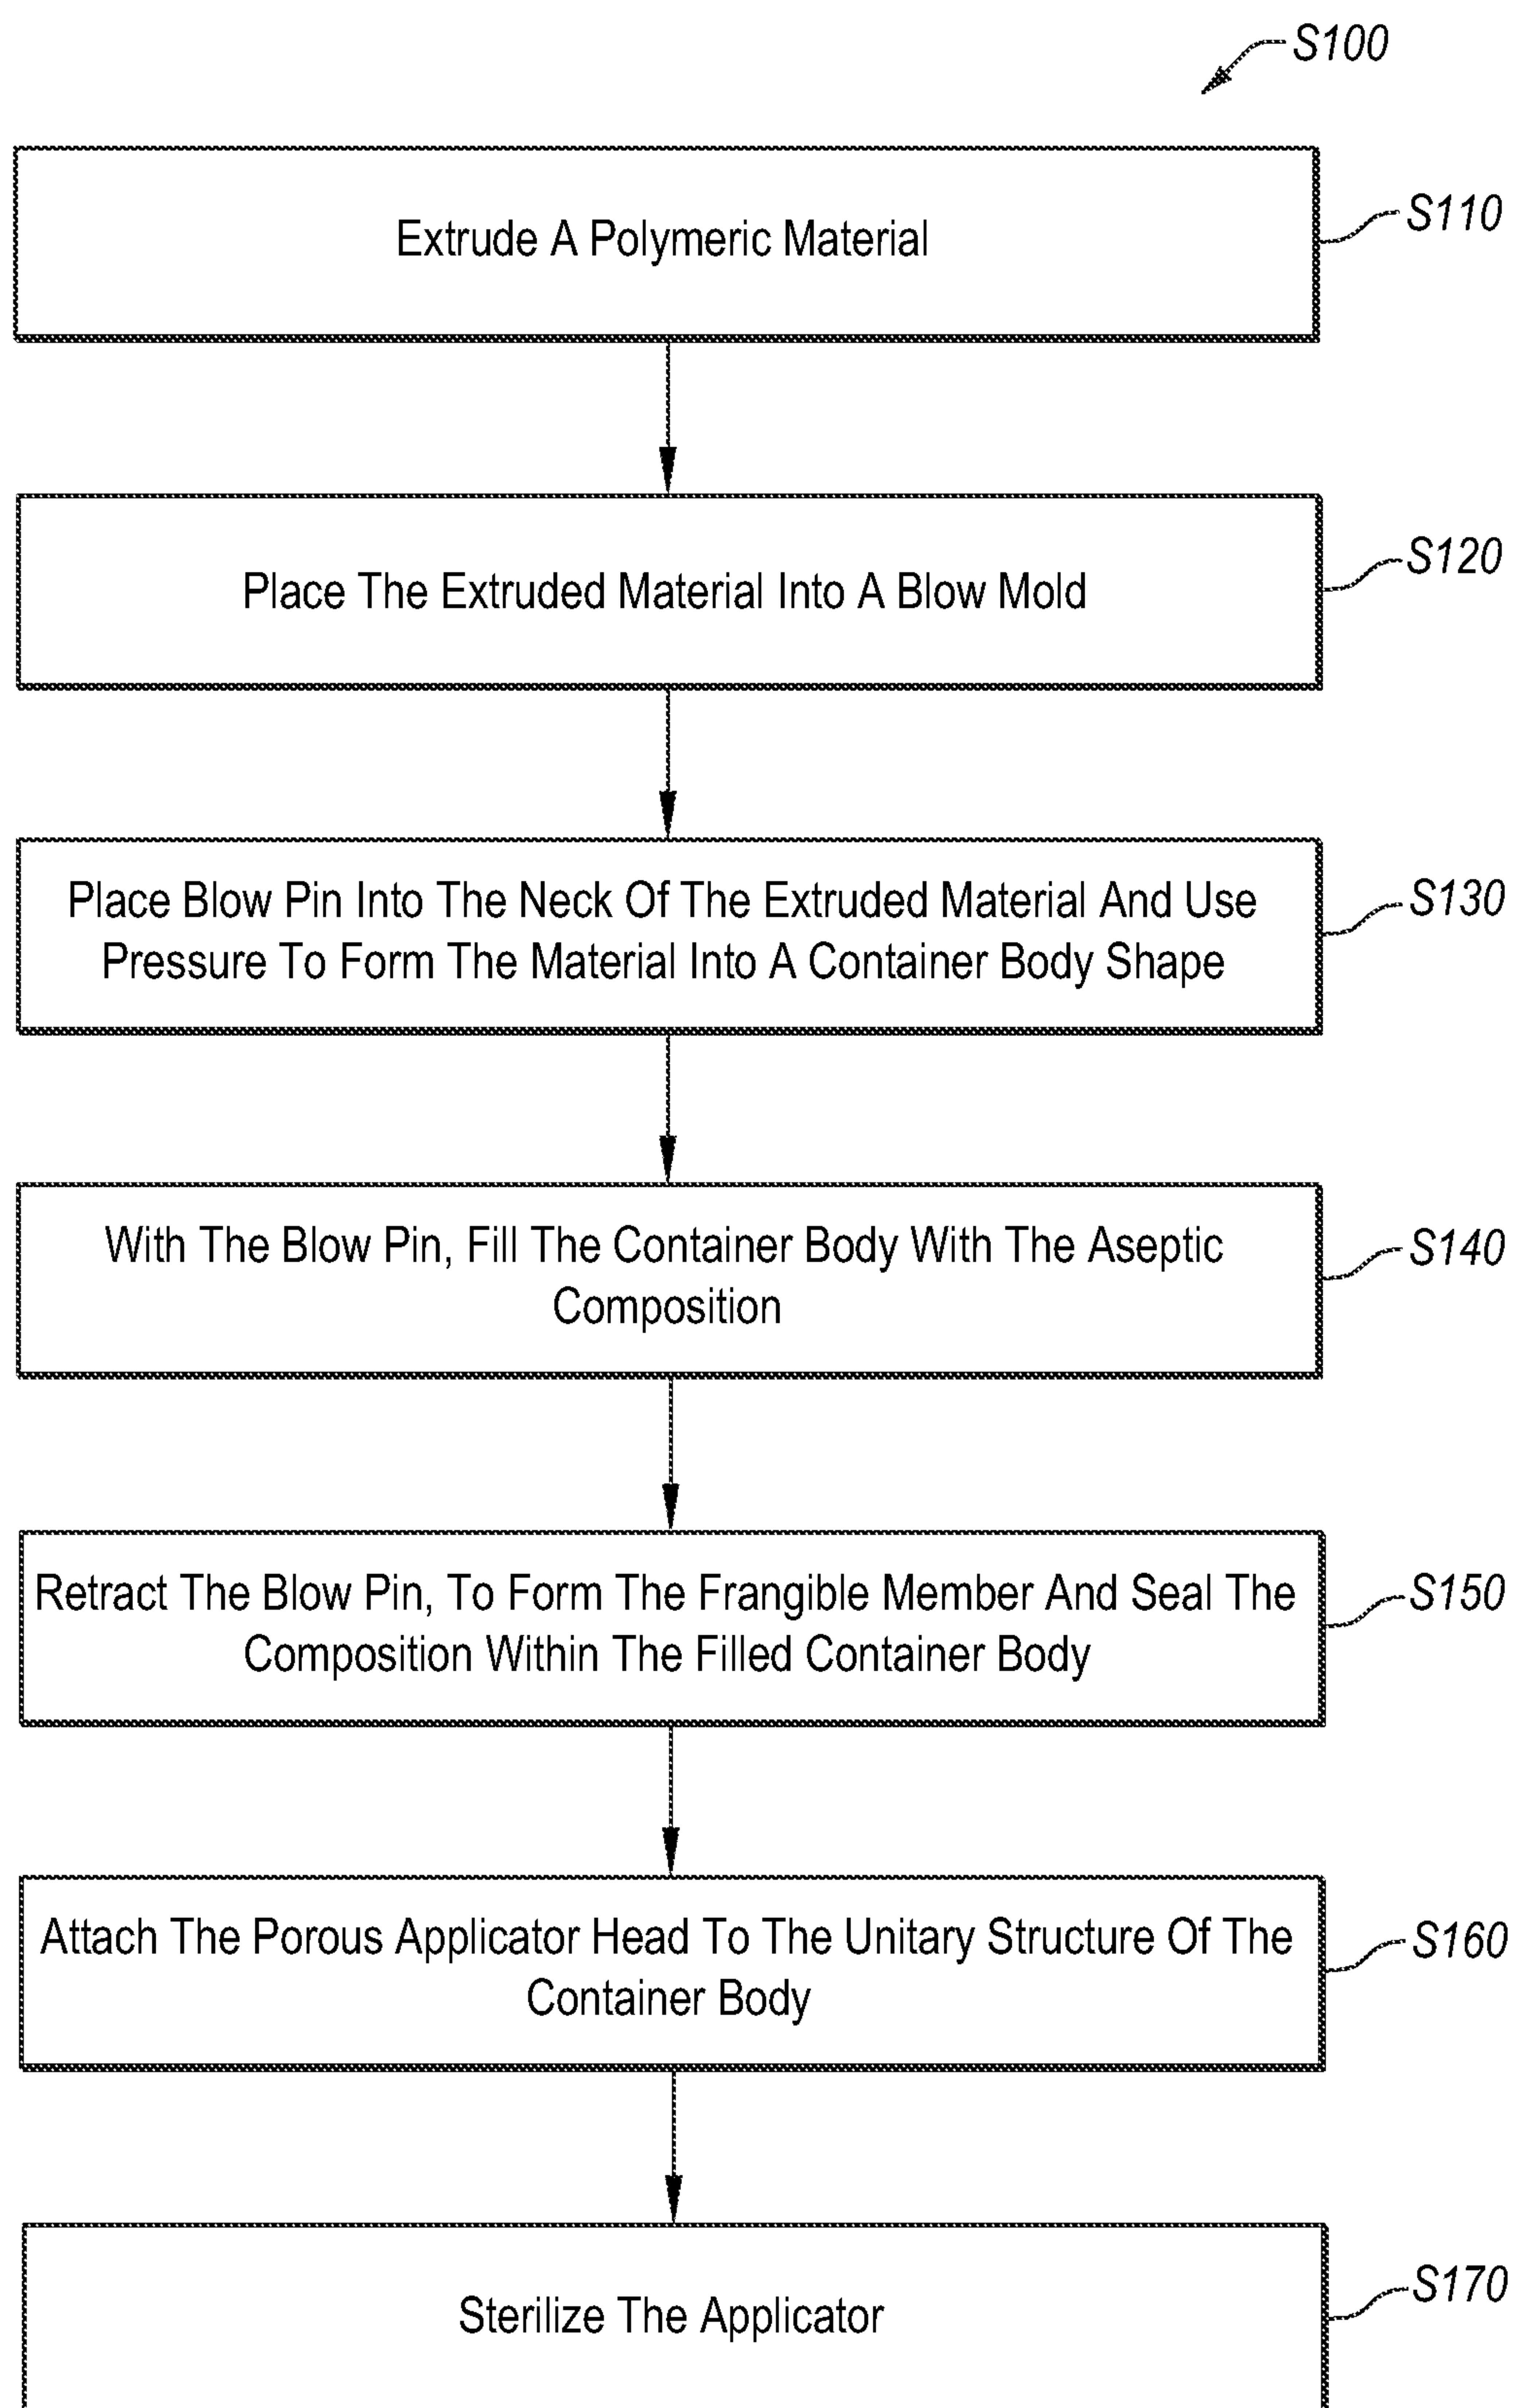 S100
Extrude A Polymeric Material
S110
Place The Extruded Material Into A Blow Mold
S120
Place Blow Pin Into The Neck Of The Extruded Material And Use
Pressure To Form The Material Into A Container Body Shape
S130
With The Blow Pin, Fill The Container Body With The Aseptic
Composition
S140
Retract The Blow Pin, To Form The Frangible Member And Seal The
Composition Within The Filled Container Body
S150
Attach The Porous Applicator Head To The Unitary Structure Of The
Container Body
S160
Sterilize The Applicator
S170